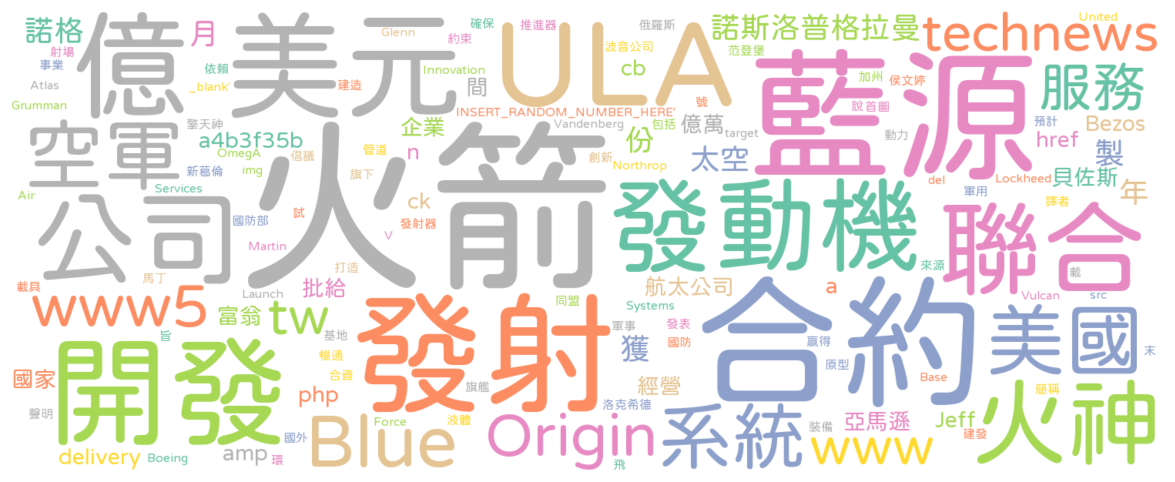 諾格
億
美元
月
ULA
諾斯洛普格拉曼
technews
射場
事業
依賴
Glenn
約束
確保
推進器
俄羅斯
波音公司
范登堡
United
Atlas
_blank'
建造
Innovation
間
cb
加州
侯文婷
服務
Grumman
擎天神
INSERT_RANDOM_NUMBER_HERE'
號
藍源
說
首圖
預計
Bezos
空軍
a4b3f35b
企業
Vandenberg
包括
億萬
份
target
動力
href
製
OmegA
倡議
管道
n
創新
太空
新葛倫
img
Northrop
貝佐斯
年
Air
Services
旗下
ck
del
Lockheed
軍用
譯者
公司
火箭
國防部
試
發射器
發動機
聯合
Martin
V
馬丁
打造
來源
載
載具
Launch
批給
同盟
航太公司
a
Vulcan
src
www5
富翁
tw
Systems
旨
基地
發射
軍事
發表
國防
合約
贏得
美國
末
暢通
獲
原型
開發
國家
合資
旗艦
經營
Base
簡稱
火神
php
聲明
洛克希德
Force
液體
Blue
Origin
系統
裝備
亞馬遜
Jeff
建發
國外
delivery
Boeing
amp
環
飛
www